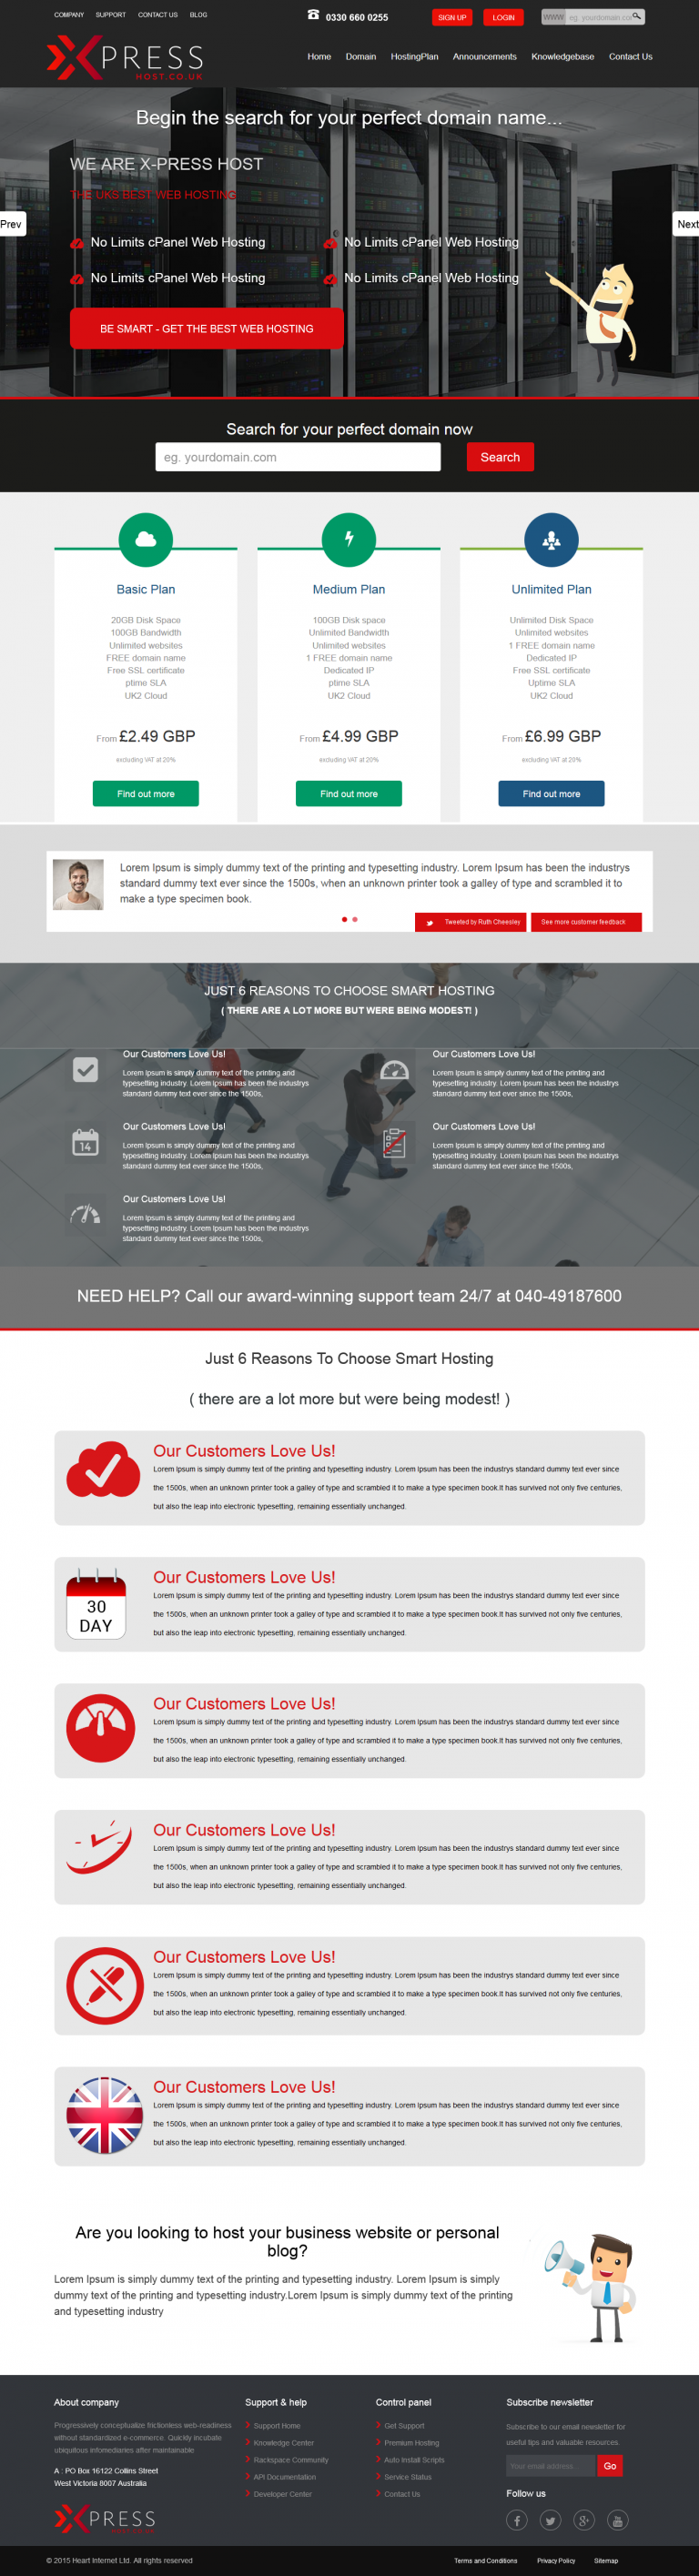 COMPANY SUPPORT CONTACT US BLOG
0330 660 0255
SIGN UP LOGIN
WWW eg. yourdomain.com
XPRESS
HOST.CO.UK
Home Domain HostingPlan Announcements Knowledgebase Contact Us
Begin the search for your perfect domain name...
WE ARE X-PRESS HOST
THE UKS BEST WEB HOSTING
Prev
Next
No Limits cPanel Web Hosting
No Limits cPanel Web Hosting
No Limits cPanel Web Hosting
No Limits cPanel Web Hosting
BE SMART - GET THE BEST WEB HOSTING
Search for your perfect domain now
eg. yourdomain.com
Search
Basic Plan
20GB Disk Space
100GB Bandwidth
Unlimited websites
FREE domain name
Free SSL certificate
ptime SLA
UK2 Cloud
From £2.49 GBP
excluding VAT at 20%
Find out more
Medium Plan
100GB Disk space
Unlimited Bandwidth
Unlimited websites
1 FREE domain name
Dedicated IP
ptime SLA
UK2 Cloud
From £4.99 GBP
excluding VAT at 20%
Find out more
Unlimited Plan
Unlimited Disk Space
Unlimited websites
1 FREE domain name
Dedicated IP
Free SSL certificate
Uptime SLA
UK2 Cloud
From £6.99 GBP
excluding VAT at 20%
Find out more
Lorem Ipsum is simply dummy text of the printing and typesetting industry. Lorem Ipsum has been the industrys
standard dummy text ever since the 1500s, when an unknown printer took a galley of type and scrambled it to
make a type specimen book.
Tweeted by Ruth Cheesley
See more customer feedback
JUST 6 REASONS TO CHOOSE SMART HOSTING
( THERE ARE A LOT MORE BUT WERE BEING MODEST! )
Our Customers Love Us!
Lorem Ipsum is simply dummy text of the printing and
typesetting industry. Lorem Ipsum has been the industrys
standard dummy text ever since the 1500s,
Our Customers Love Us!
Lorem Ipsum is simply dummy text of the printing and
typesetting industry. Lorem Ipsum has been the industrys
standard dummy text ever since the 1500s,
14
Our Customers Love Us!
Lorem Ipsum is simply dummy text of the printing and
typesetting industry. Lorem Ipsum has been the industrys
standard dummy text ever since the 1500s,
Our Customers Love Us!
Lorem Ipsum is simply dummy text of the printing and
typesetting industry. Lorem Ipsum has been the industrys
standard dummy text ever since the 1500s,
Our Customers Love Us!
Lorem Ipsum is simply dummy text of the printing and
typesetting industry. Lorem Ipsum has been the industrys
standard dummy text ever since the 1500s,
NEED HELP? Call our award-winning support team 24/7 at 040-49187600
Just 6 Reasons To Choose Smart Hosting
( there are a lot more but were being modest! )
Our Customers Love Us!
Lorem Ipsum is simply dummy text of the printing and typesetting industry. Lorem Ipsum has been the industrys standard dummy text ever since
the 1500s, when an unknown printer took a galley of type and scrambled it to make a type specimen book.It has survived not only five centuries,
but also the leap into electronic typesetting, remaining essentially unchanged.
30
DAY
Our Customers Love Us!
Lorem Ipsum is simply dummy text of the printing and typesetting industry. Lorem Ipsum has been the industrys standard dummy text ever since
the 1500s, when an unknown printer took a galley of type and scrambled it to make a type specimen book.It has survived not only five centuries,
but also the leap into electronic typesetting, remaining essentially unchanged.
Our Customers Love Us!
Lorem Ipsum is simply dummy text of the printing and typesetting industry. Lorem Ipsum has been the industrys standard dummy text ever since
the 1500s, when an unknown printer took a galley of type and scrambled it to make a type specimen book.It has survived not only five centuries,
but also the leap into electronic typesetting, remaining essentially unchanged.
Our Customers Love Us!
Lorem Ipsum is simply dummy text of the printing and typesetting industry. Lorem Ipsum has been the industrys standard dummy text ever since
the 1500s, when an unknown printer took a galley of type and scrambled it to make a type specimen book.It has survived not only five centuries,
but also the leap into electronic typesetting, remaining essentially unchanged.
Our Customers Love Us!
Lorem Ipsum is simply dummy text of the printing and typesetting industry. Lorem Ipsum has been the industrys standard dummy text ever since
the 1500s, when an unknown printer took a galley of type and scrambled it to make a type specimen book.It has survived not only five centuries,
but also the leap into electronic typesetting, remaining essentially unchanged.
Our Customers Love Us!
Lorem Ipsum is simply dummy text of the printing and typesetting industry. Lorem Ipsum has been the industrys standard dummy text ever since
the 1500s, when an unknown printer took a galley of type and scrambled it to make a type specimen book.It has survived not only five centuries,
but also the leap into electronic typesetting, remaining essentially unchanged.
Are you looking to host your business website or personal
blog?
Lorem Ipsum is simply dummy text of the printing and typesetting industry. Lorem Ipsum is simply
dummy text of the printing and typesetting industry.Lorem Ipsum is simply dummy text of the printing
and typesetting industry
About company
Progressively conceptualize frictionless web-readiness
without standardized e-commerce. Quickly incubate
ubiquitous infomediaries after maintainable
A : PO Box 16122 Collins Street
West Victoria 8007 Australia
XPRESS
HOST.CO.UK
Support & help
Support Home
Knowledge Center
Rackspace Community
API Documentation
Developer Center
Control panel
Get Support
Premium Hosting
Auto Install Scripts
Service Status
Contact Us
Subscribe newsletter
Subscribe to our email newsletter for
useful tips and valuable resources.
Your email address...
Go
Follow us
© 2015 Heart Internet Ltd. All rights reserved
Terms and Conditions Privacy Policy Sitemap